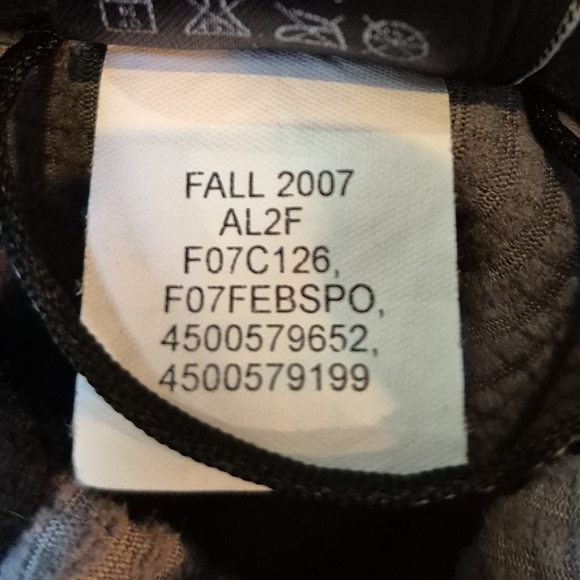 FALL 2007
AL2F
F07C126,
F07FEBSPO,
4500579652,
4500579199